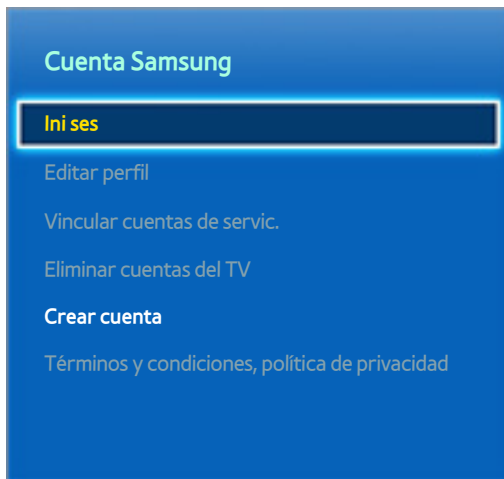 Cuenta Samsung
Ini ses
Editar perfil
Vincular cuentas de servic.
Eliminar cuentas del TV
Crear cuenta
Términos y condiciones, política de privacidad